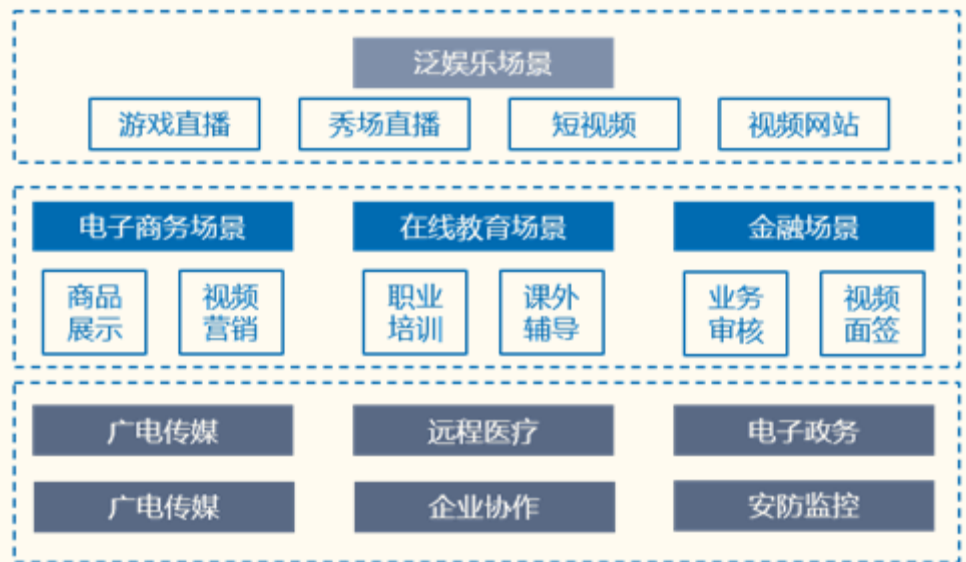 泛娱乐场景
游戏直播
秀场直播
短视频
视频网站
电子商务场景
在线教育场景
金融场景
商品
展示
视频
营销
职业
培训
课外
辅导
业务
审核
视频
面签
广电传媒
远程医疗
电子政务
广电传媒
企业协作
安防监控